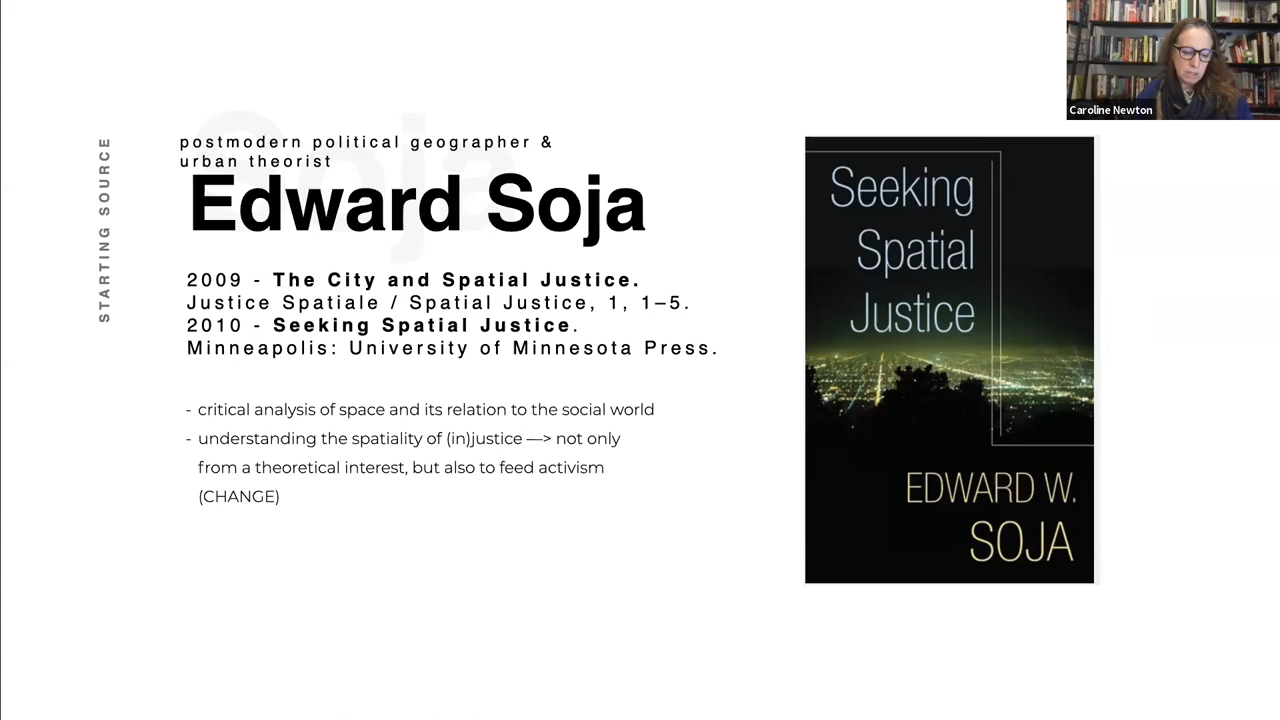 Caroline Newton
STARTING SOURCE
Soja
postmodern political geographer &
urban theorist
Edward Soja
2009 - The City and Spatial Justice.
Justice Spatiale / Spatial Justice, 1, 1–5.
2010 - Seeking Spatial Justice.
Minneapolis: University of Minnesota Press.
- critical analysis of space and its relation to the social world
- understanding the spatiality of (in)justice —> not only
from a theoretical interest, but also to feed activism
(CHANGE)
Seeking
Spatial
Justice
EDWARD W.
SOJA